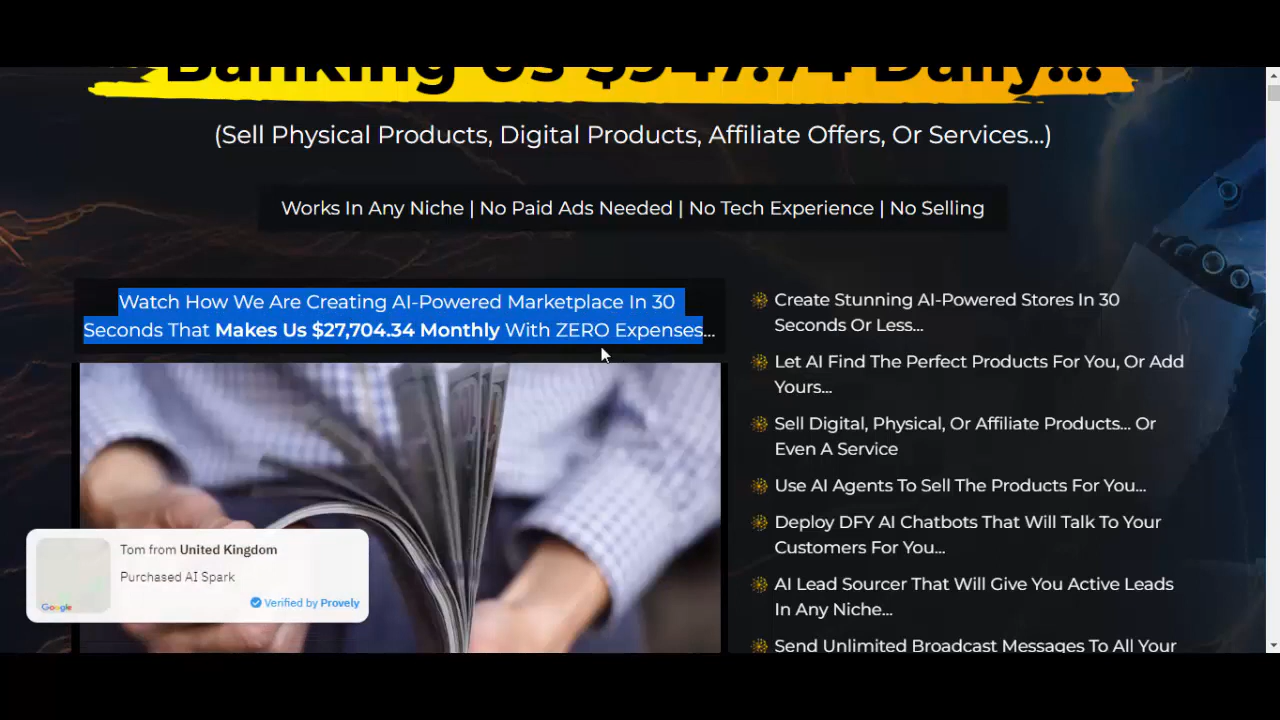 Banking Us $947.74 Daily...
(Sell Physical Products, Digital Products, Affiliate Offers, Or Services...)
Works In Any Niche | No Paid Ads Needed | No Tech Experience | No Selling
Watch How We Are Creating AI-Powered Marketplace In 30
Seconds That Makes Us $27,704.34 Monthly With ZERO Expenses...
Create Stunning AI-Powered Stores In 30
Seconds Or Less...
Let AI Find The Perfect Products For You, Or Add
Yours...
Sell Digital, Physical, Or Affiliate Products... Or
Even A Service
Use AI Agents To Sell The Products For You...
Deploy DFY AI Chatbots That Will Talk To Your
Customers For You...
AI Lead Sourcer That Will Give You Active Leads
In Any Niche...
Send Unlimited Broadcast Messages To All Your
Tom from United Kingdom
Purchased AI Spark
Google
Verified by Provely